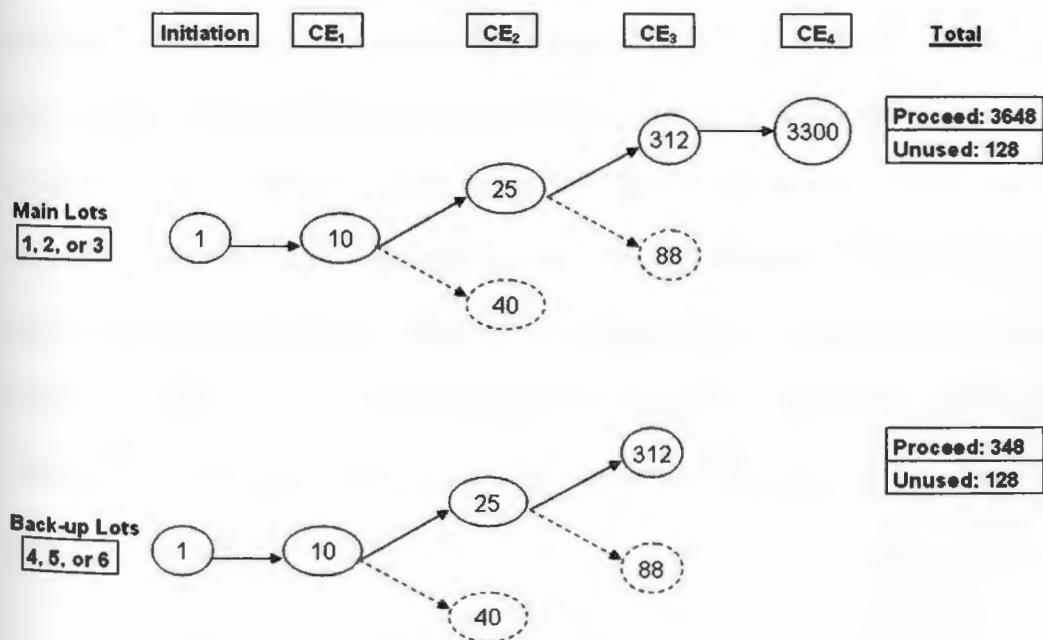 Initiation CE₁ CE₂ CE₃ CE₄ Total
Proceed: 3648
Unused: 128
312 3300
25
Main Lots
1, 2, or 3
1 10
88
40
Proceed: 348
Unused: 128
312
25
Back-up Lots
4, 5, or 6
1 10
88
40